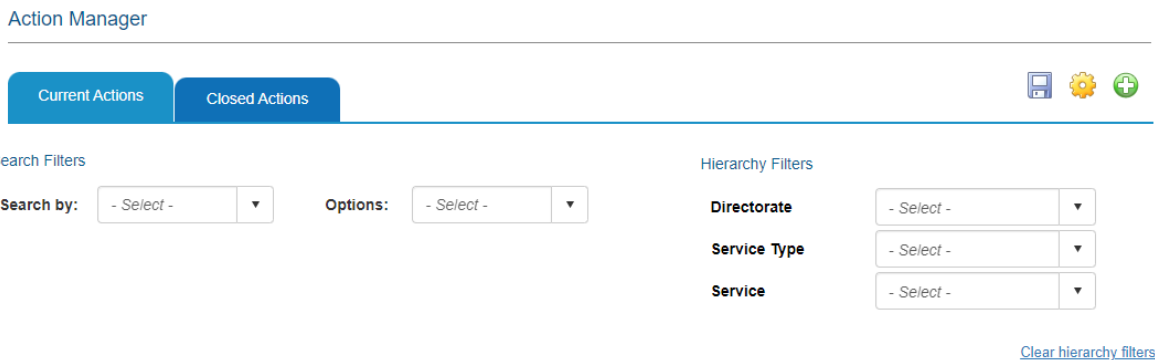 Action Manager
Current Actions
Closed Actions
earch Filters
Search by:
- Select -
Options:
- Select -
Hierarchy Filters
Directorate
- Select -
Service Type
- Select -
Service
- Select -
Clear hierarchy filters